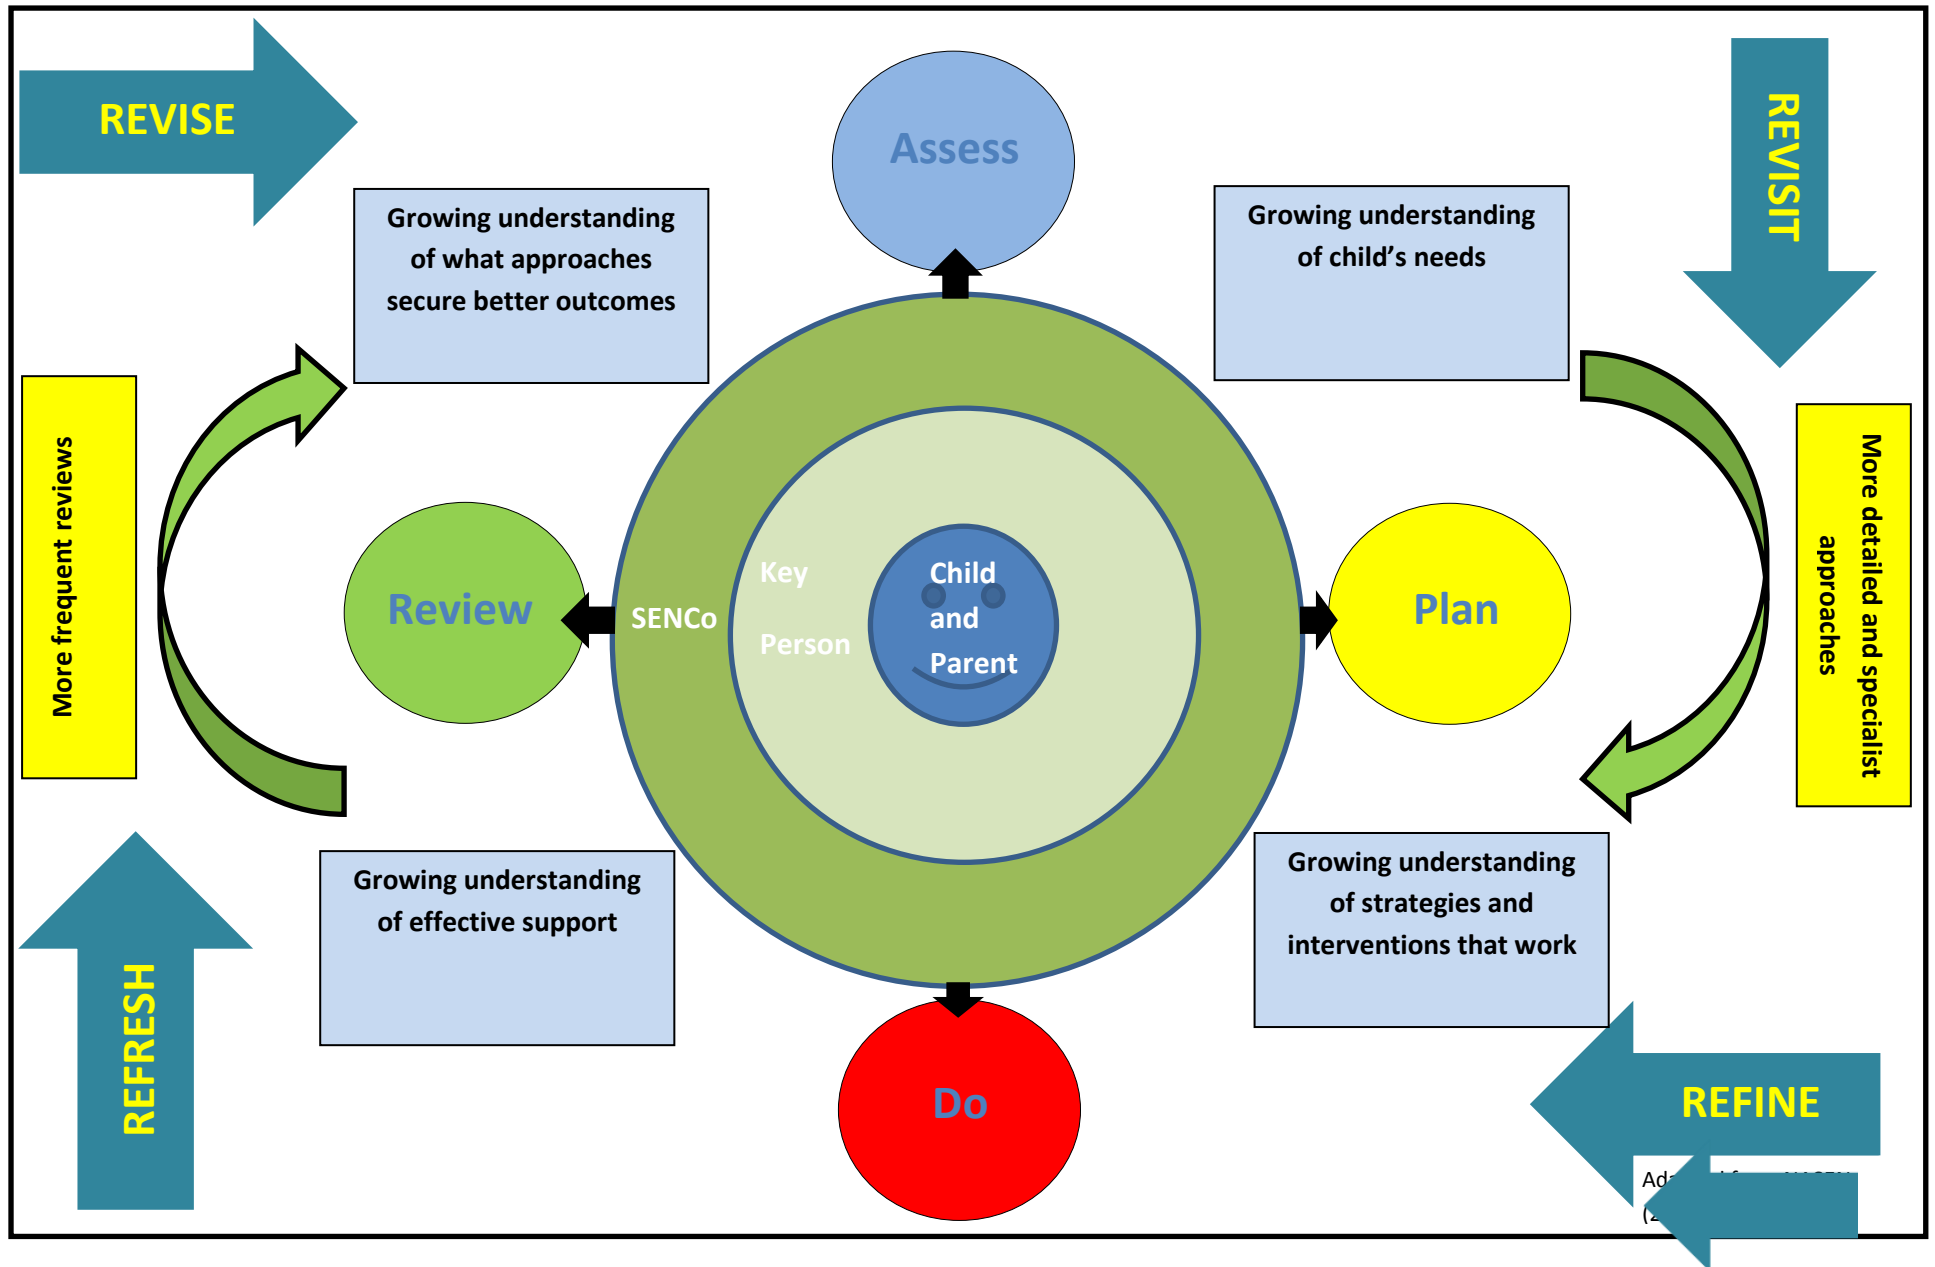 REVISE
Assess
REVISIT
Growing understanding
of what approaches
secure better outcomes
Growing understanding
of child’s needs
More frequent reviews
More detailed and specialist
approaches
Review
SENCo
Key
Person
Child
and
Parent
Plan
Growing understanding
of effective support
Growing understanding
of strategies and
interventions that work
REFRESH
Do
REFINE